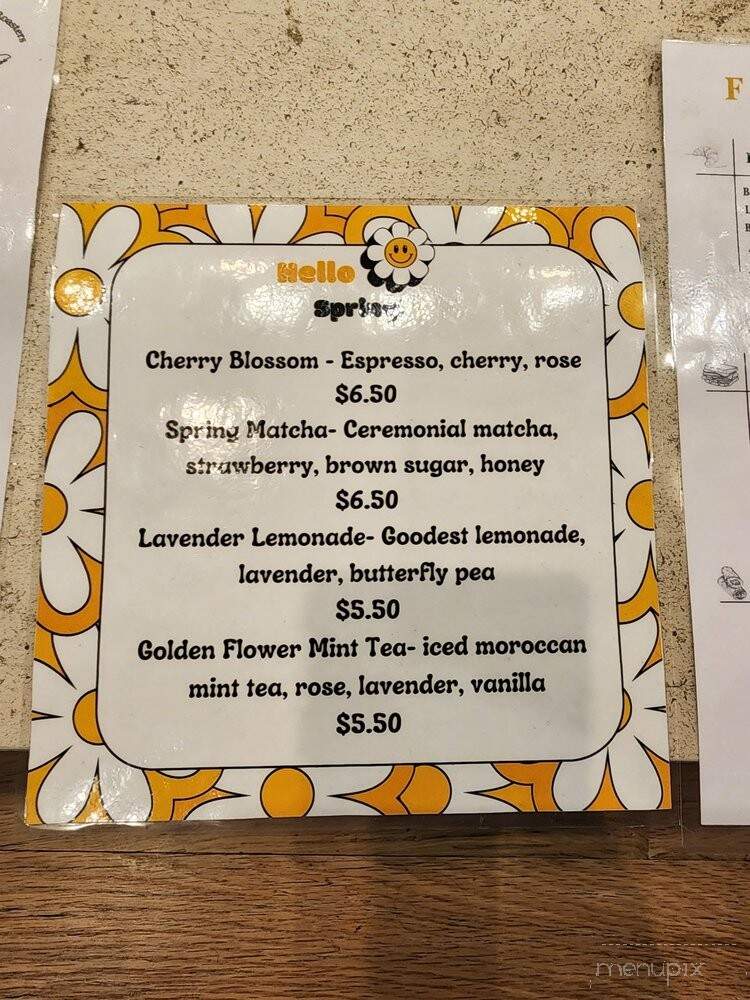 Hello
Spring
Cherry Blossom - Espresso, cherry, rose
$6.50
Spring Matcha- Ceremonial matcha,
strawberry, brown sugar, honey
$6.50
Lavender Lemonade- Goodest lemonade,
lavender, butterfly pea
$5.50
Golden Flower Mint Tea- iced moroccan
mint tea, rose, lavender, vanilla
$5.50
F
menupix